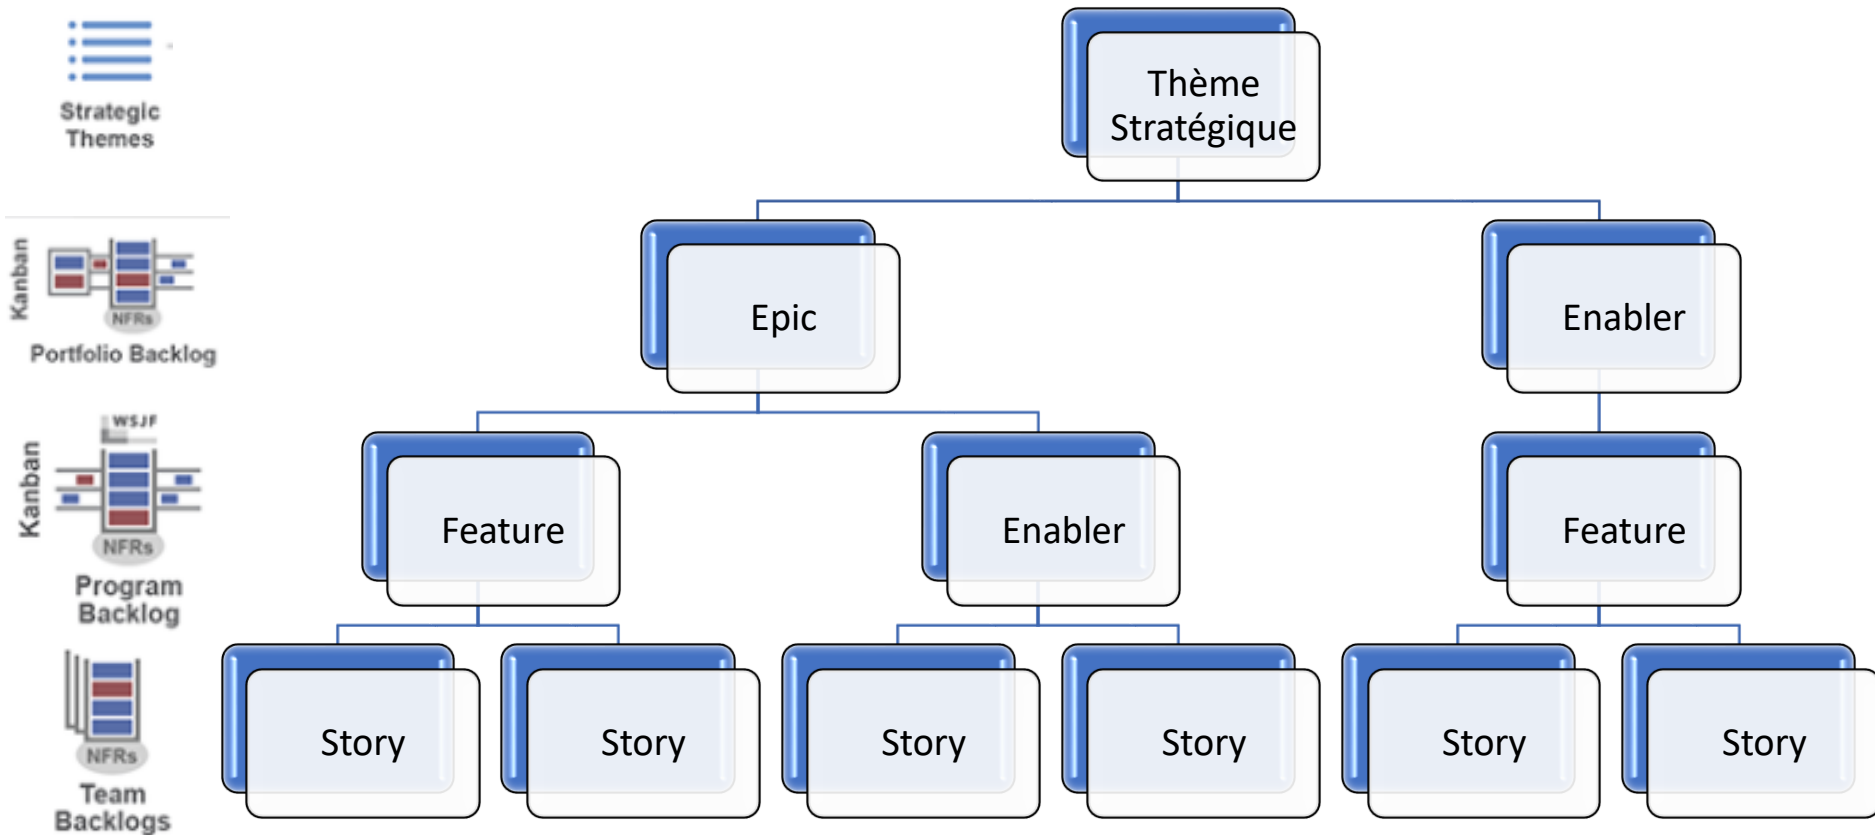 Strategic
Themes
Thème
Stratégique
Kanban
NFRs
Portfolio Backlog
Epic
Enabler
WSJF
Kanban
NFRs
Program
Backlog
Feature
Enabler
Feature
NFRs
Team
Backlogs
Story
Story
Story
Story
Story
Story